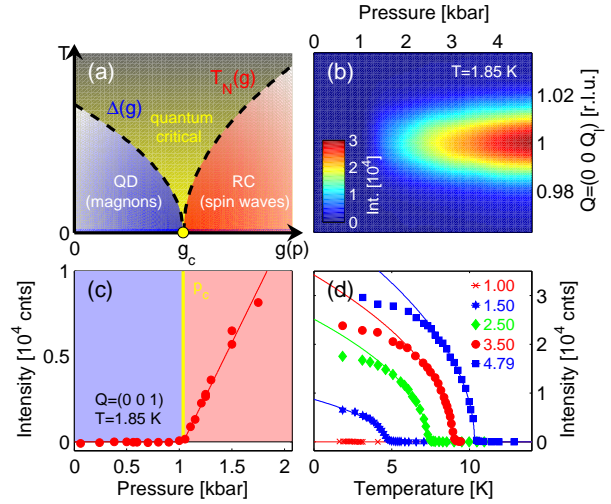 T
(a)
T_N(g)
Δ(g)
quantum
critical
QD
(magnons)
RC
(spin waves)
0
0
g_c
g(p)
Pressure [kbar]
0 1 2 3 4
(b)
T=1.85 K
3
2
1
0
Int. [10^4]
1.02
1
0.98
Q=(0 0 Q_l) [r.l.u.]
(c)
P_c
Q=(0 0 1)
T=1.85 K
1
0.5
0
Intensity [10^4 cnts]
0 0.5 1 1.5 2
Pressure [kbar]
(d)
1.00
1.50
2.50
3.50
4.79
3
2
1
0
Intensity [10^4 cnts]
0 5 10
Temperature [K]